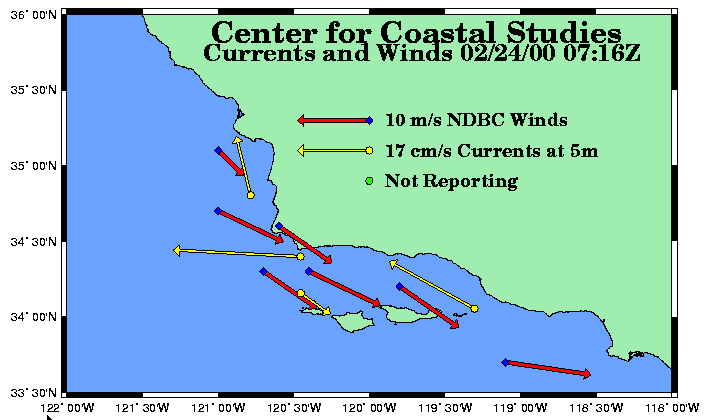 Center for Coastal Studies
Currents and Winds 02/24/00 07:16Z
10 m/s NDBC Winds
17 cm/s Currents at 5m
Not Reporting
36° 00'N
35° 30'N
35° 00'N
34° 30'N
34° 00'N
33° 30'N
122° 00'W 121° 30'W 121° 00'W 120° 30'W 120° 00'W 119° 30'W 119° 00'W 118° 30'W 118° 00'W